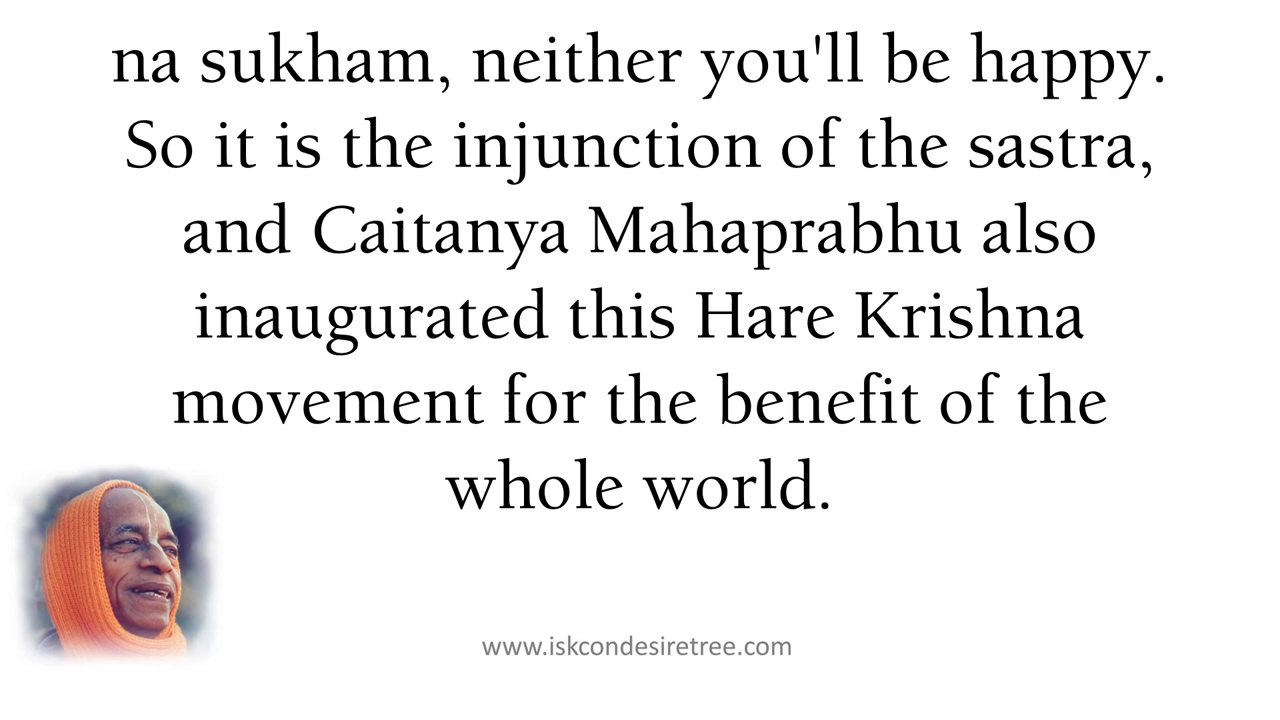 na sukham, neither you'll be happy.
So it is the injunction of the sastra,
and Caitanya Mahaprabhu also
inaugurated this Hare Krishna
movement for the benefit of the
whole world.
www.iskcondesiretree.com